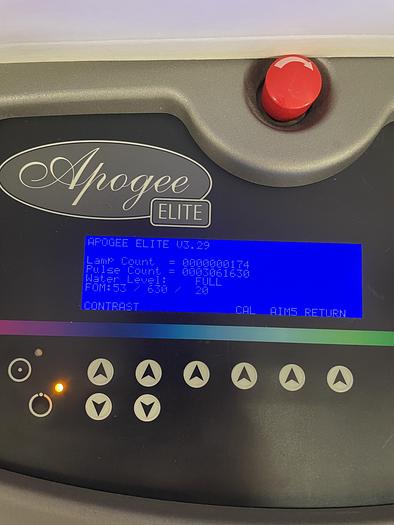 Apogee
ELITE
APOGEE ELITE V3.29
Lamp Count = 0000000174
Pulse Count = 0003061630
Water Level: FULL
FOM:53 / 630 / 20
CONTRAST CAL AIM5 RETURN